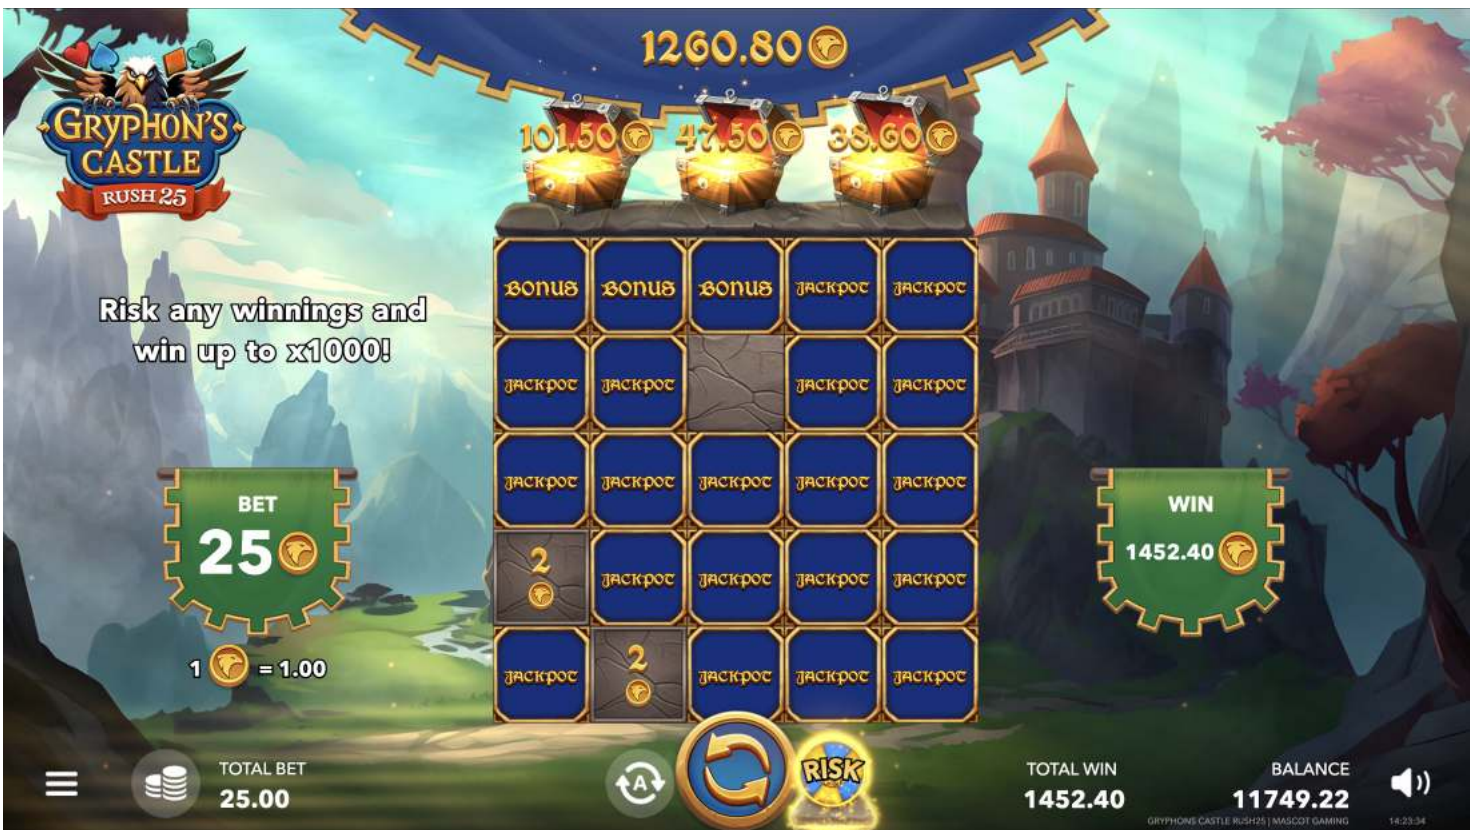 1260.80
101.50 47.50 38.60
GRYPHON'S
CASTLE
RUSH 25
BONUS BONUS BONUS JACKPOT JACKPOT
Risk any winnings and
win up to x1000!
JACKPOT JACKPOT JACKPOT JACKPOT
JACKPOT JACKPOT JACKPOT JACKPOT JACKPOT
BET
25
WIN
1452.40
2 JACKPOT JACKPOT JACKPOT JACKPOT
JACKPOT 2 JACKPOT JACKPOT JACKPOT
1 = 1.00
TOTAL BET
25.00
A
RISK
TOTAL WIN
1452.40
BALANCE
11749.22
GRYPHONS CASTLE RUSH25 | MASCOT GAMING
14:23:34